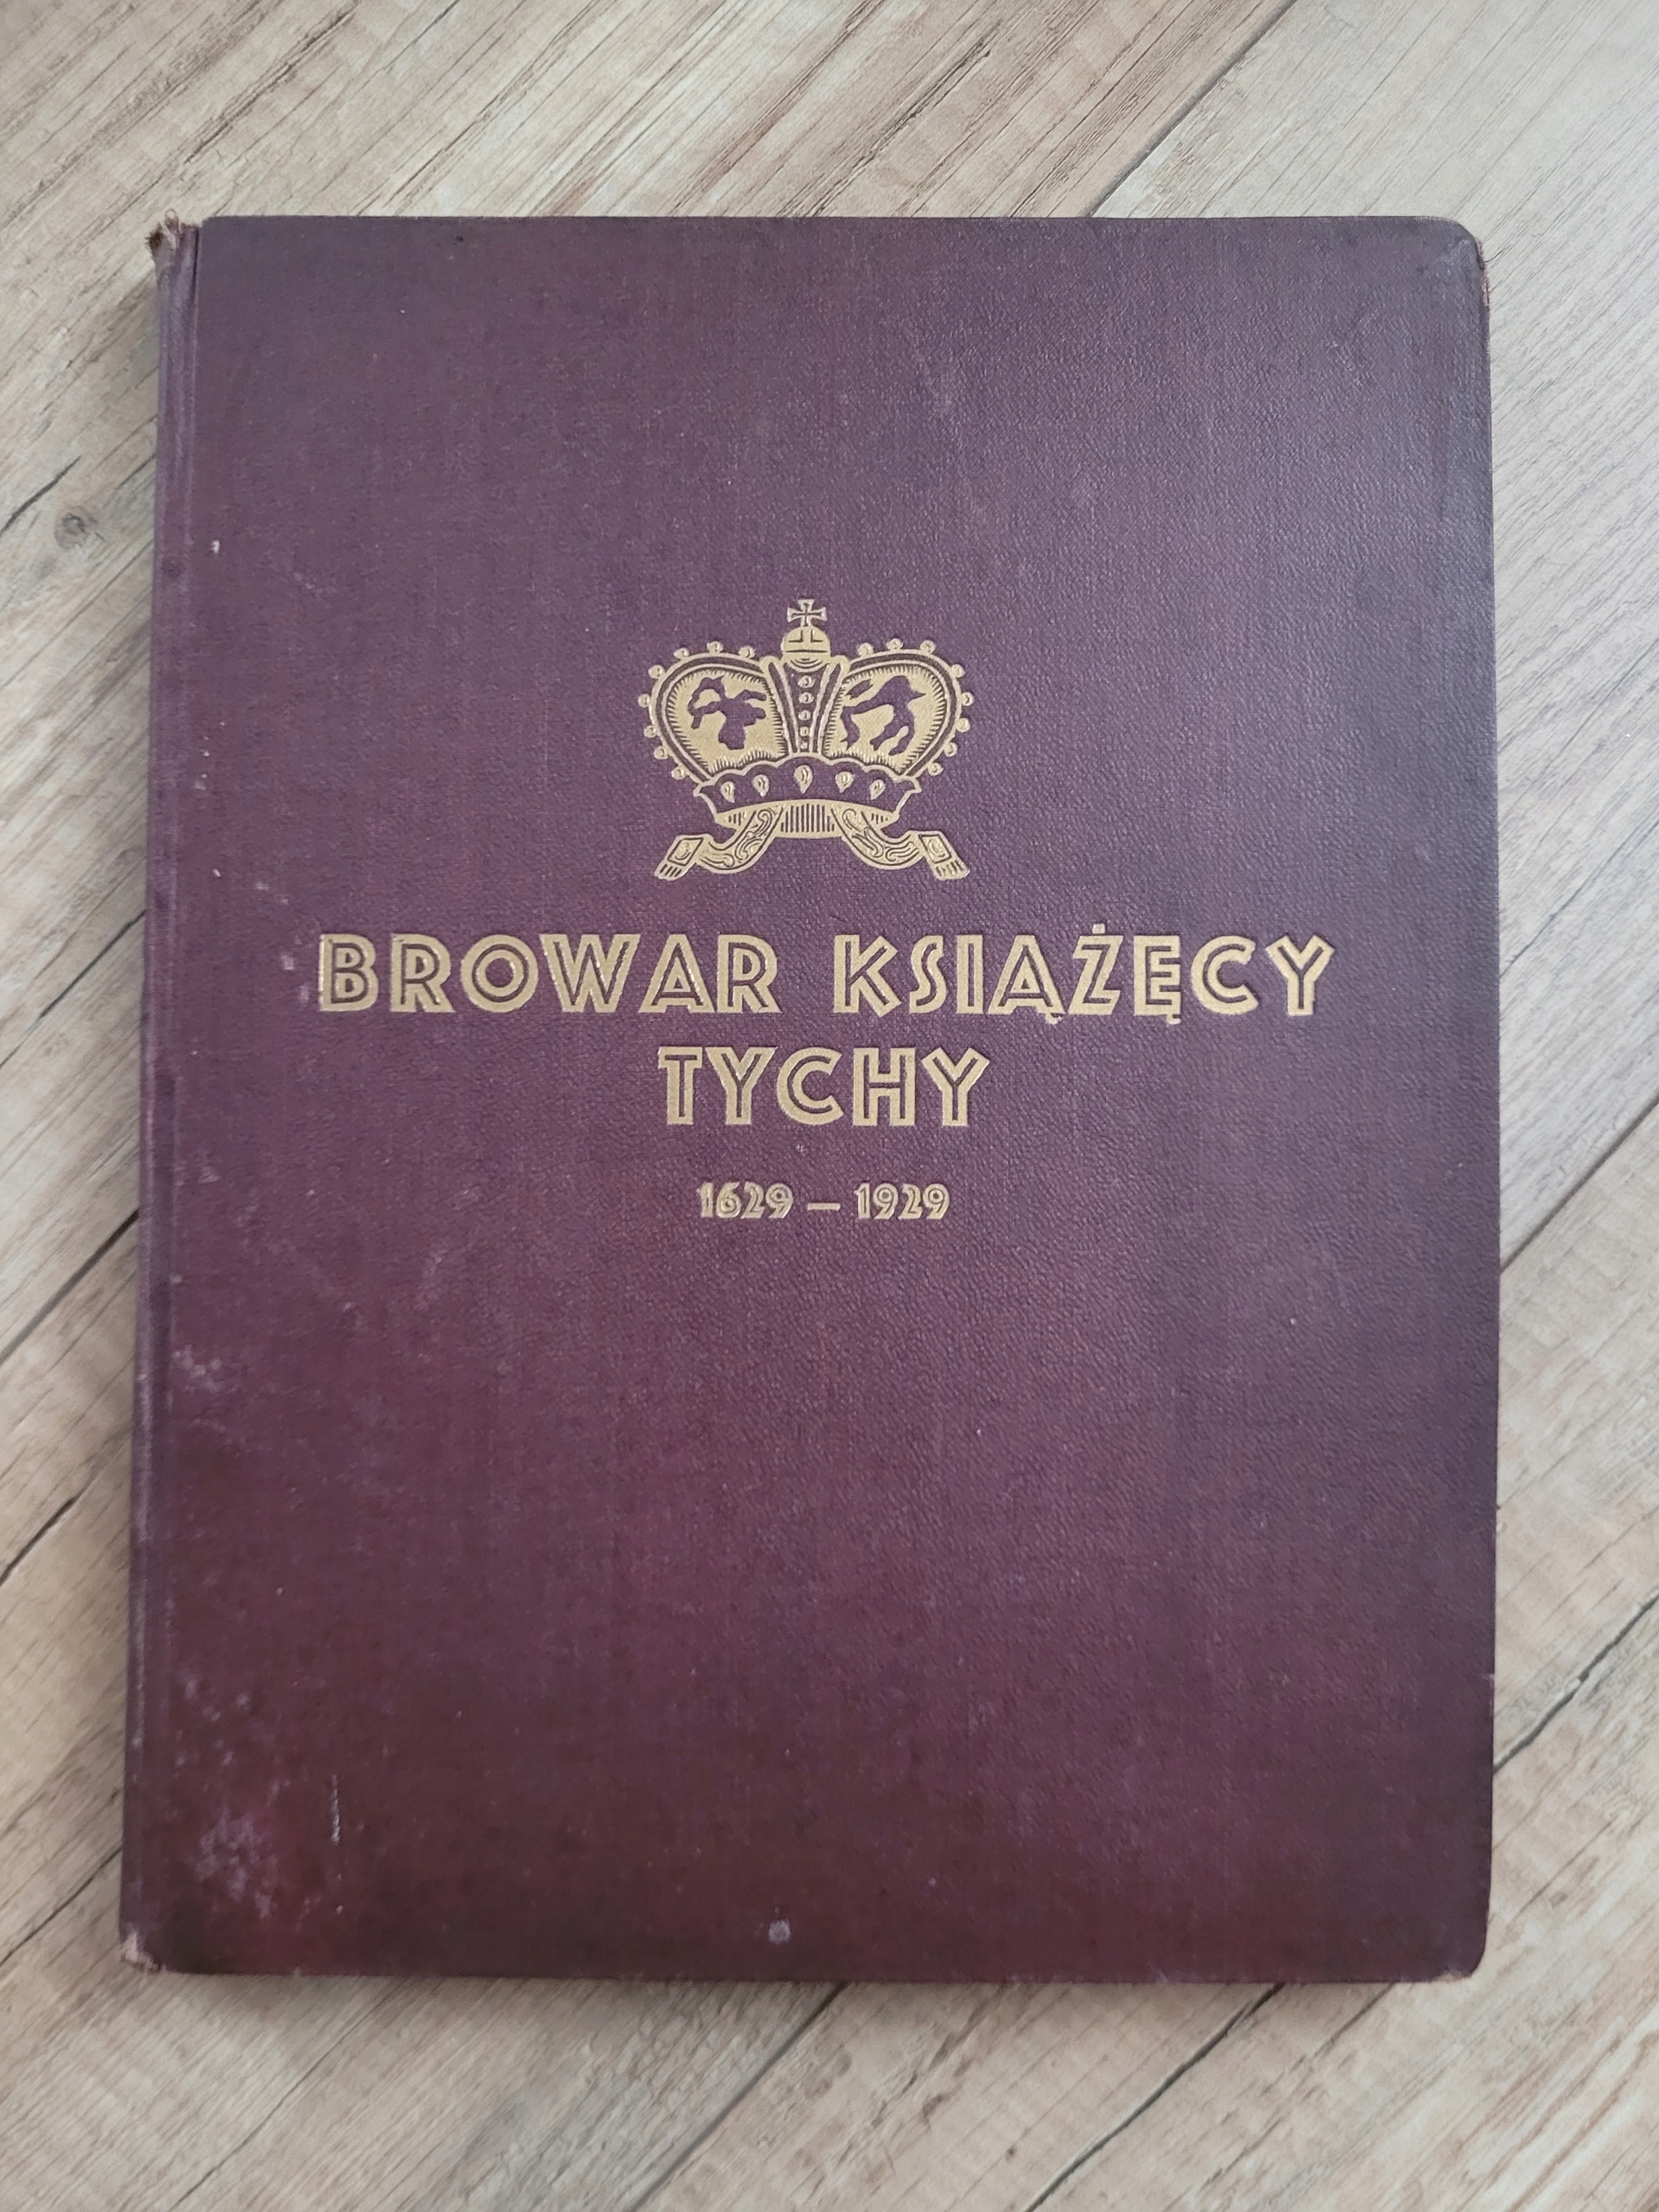 BROWAR KSIĄŻĘCY
TYCHY
1629 — 1929